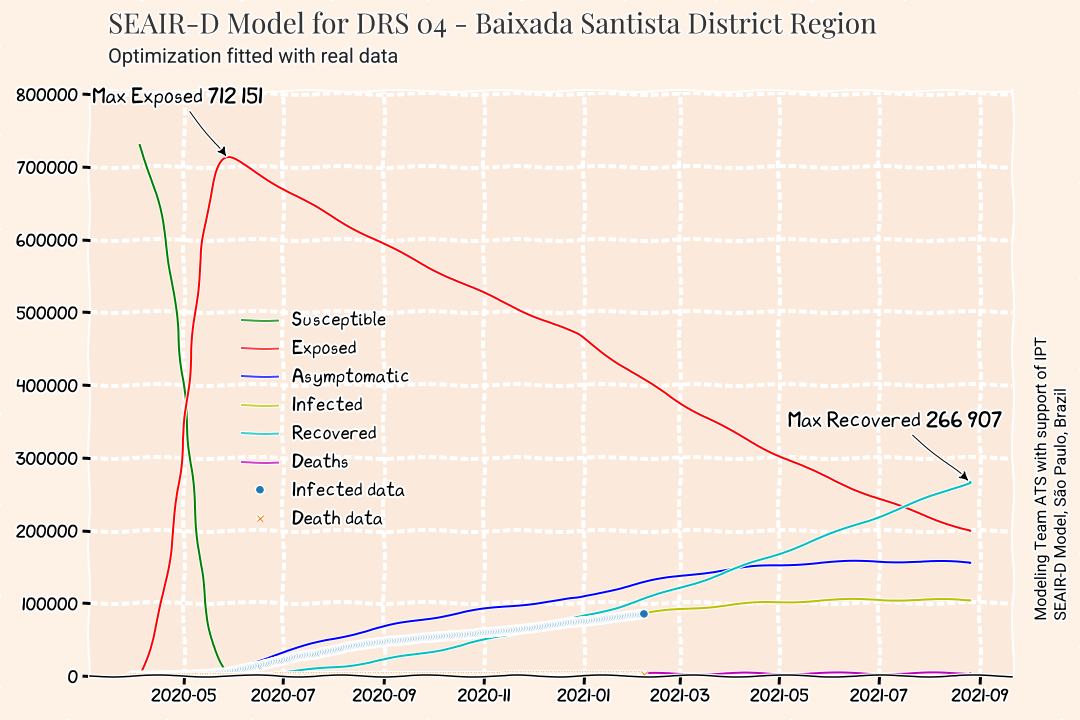 SEAIR-D Model for DRS 04 - Baixada Santista District Region
Optimization fitted with real data
800000
700000
600000
500000
400000
300000
200000
100000
0
Max Exposed 712 151
Susceptible
Exposed
Asymptomatic
Infected
Recovered
Deaths
Infected data
Death data
Max Recovered 266 907
2020-05
2020-07
2020-09
2020-11
2021-01
2021-03
2021-05
2021-07
2021-09
Modeling Team ATS with support of IPT
SEAIR-D Model, São Paulo, Brazil